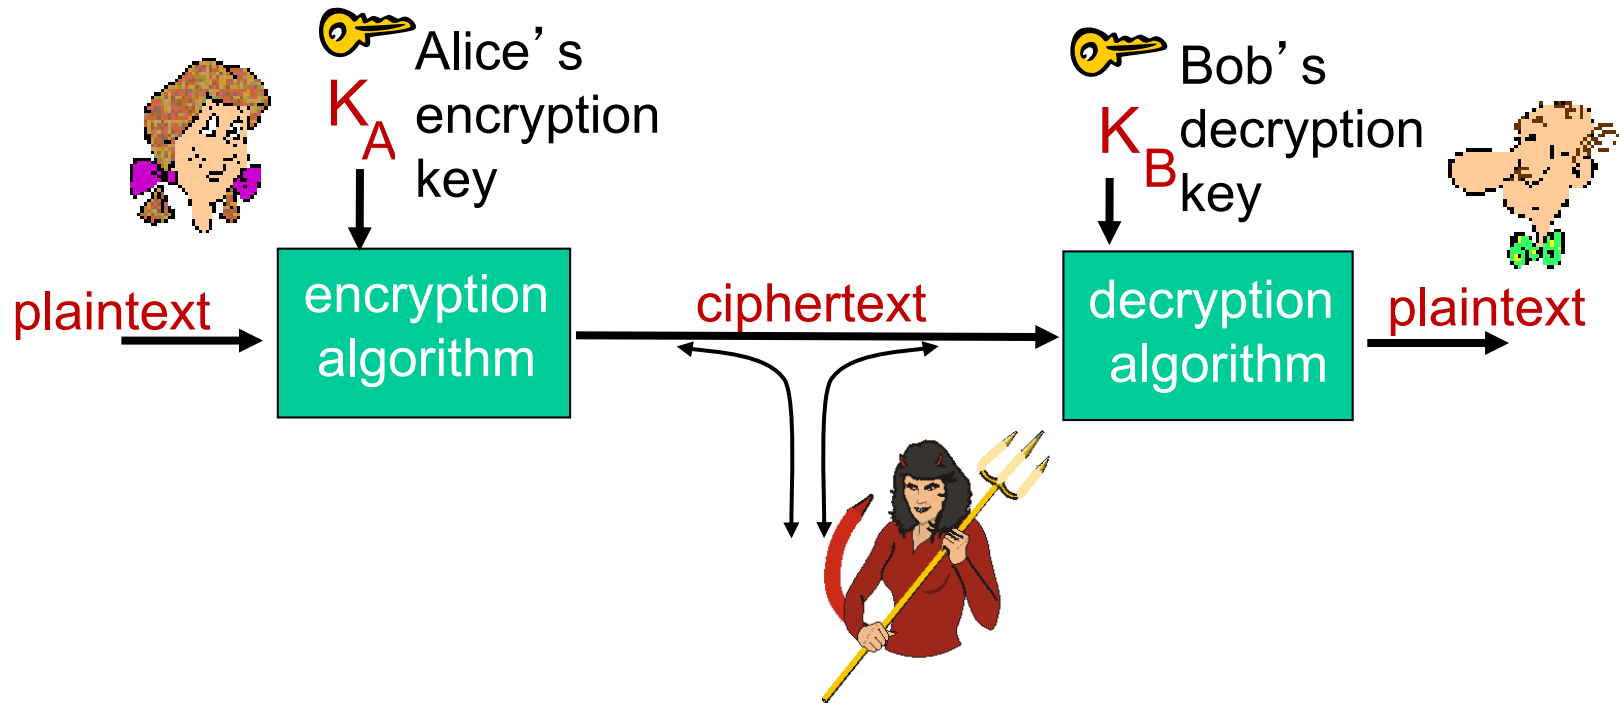 Alice's
encryption
key
K
A
Bob's
decryption
key
K
B
plaintext
encryption
algorithm
ciphertext
decryption
algorithm
plaintext